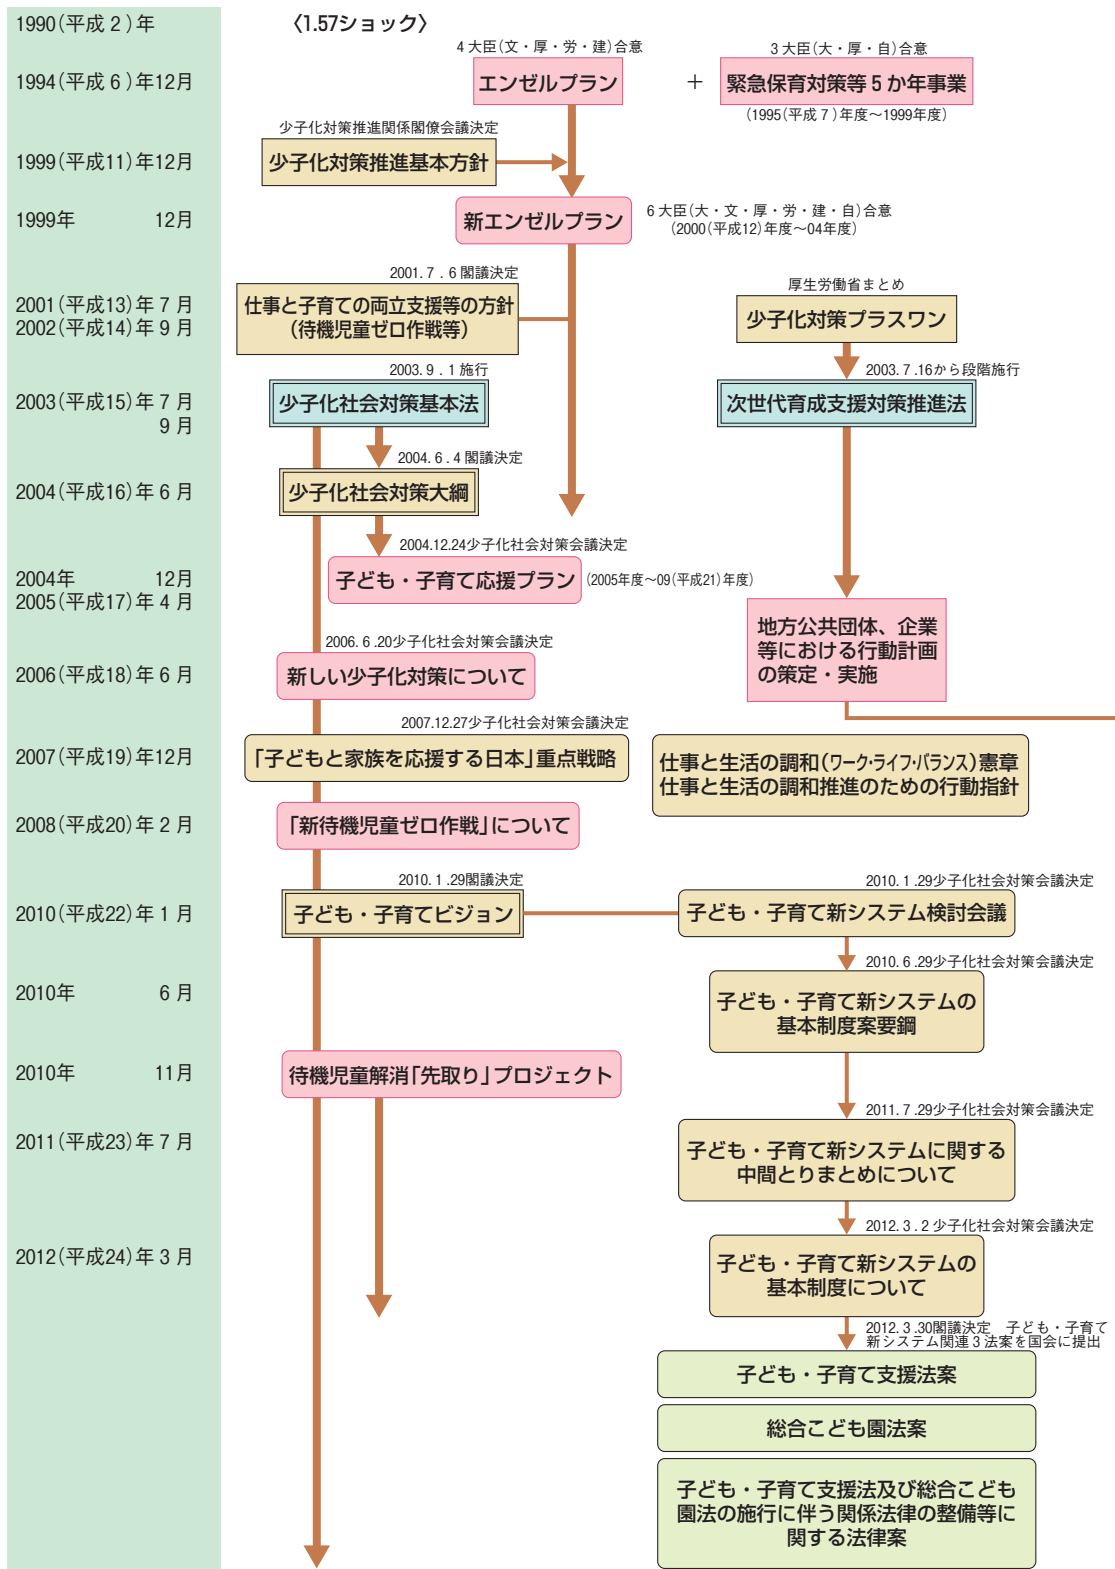 1990(平成2)年
〈1.57ショック〉
4大臣(文・厚・労・建)合意
3大臣(大・厚・自)合意
1994(平成6)年12月
エンゼルプラン
+
緊急保育対策等5か年事業
(1995(平成7)年度～1999年度)
少子化対策推進関係閣僚会議決定
1999(平成11)年12月
少子化対策推進基本方針
1999年 12月
新エンゼルプラン
6大臣(大・文・厚・労・建・自)合意
(2000(平成12)年度～04年度)
2001.7.6閣議決定
厚生労働省まとめ
2001(平成13)年7月
2002(平成14)年9月
仕事と子育ての両立支援等の方針
(待機児童ゼロ作戦等)
少子化対策プラスワン
2003.9.1施行
2003.7.16から段階施行
2003(平成15)年7月
9月
少子化社会対策基本法
次世代育成支援対策推進法
2004.6.4閣議決定
2004(平成16)年6月
少子化社会対策大綱
2004.12.24少子化社会対策会議決定
2004年 12月
2005(平成17)年4月
子ども・子育て応援プラン
(2005年度～09(平成21)年度)
地方公共団体、企業
等における行動計画
の策定・実施
2006.6.20少子化社会対策会議決定
2006(平成18)年6月
新しい少子化対策について
2007.12.27少子化社会対策会議決定
2007(平成19)年12月
「子どもと家族を応援する日本」重点戦略
仕事と生活の調和(ワーク・ライフ・バランス)憲章
仕事と生活の調和推進のための行動指針
2008(平成20)年2月
「新待機児童ゼロ作戦」について
2010.1.29閣議決定
2010.1.29少子化社会対策会議決定
2010(平成22)年1月
子ども・子育てビジョン
子ども・子育て新システム検討会議
2010.6.29少子化社会対策会議決定
2010年 6月
子ども・子育て新システムの
基本制度案要綱
2010年 11月
待機児童解消「先取り」プロジェクト
2011.7.29少子化社会対策会議決定
2011(平成23)年7月
子ども・子育て新システムに関する
中間とりまとめについて
2012.3.2少子化社会対策会議決定
2012(平成24)年3月
子ども・子育て新システムの
基本制度について
2012.3.30閣議決定 子ども・子育て
新システム関連3法案を国会に提出
子ども・子育て支援法案
総合こども園法案
子ども・子育て支援法及び総合こども
園法の施行に伴う関係法律の整備等に
関する法律案